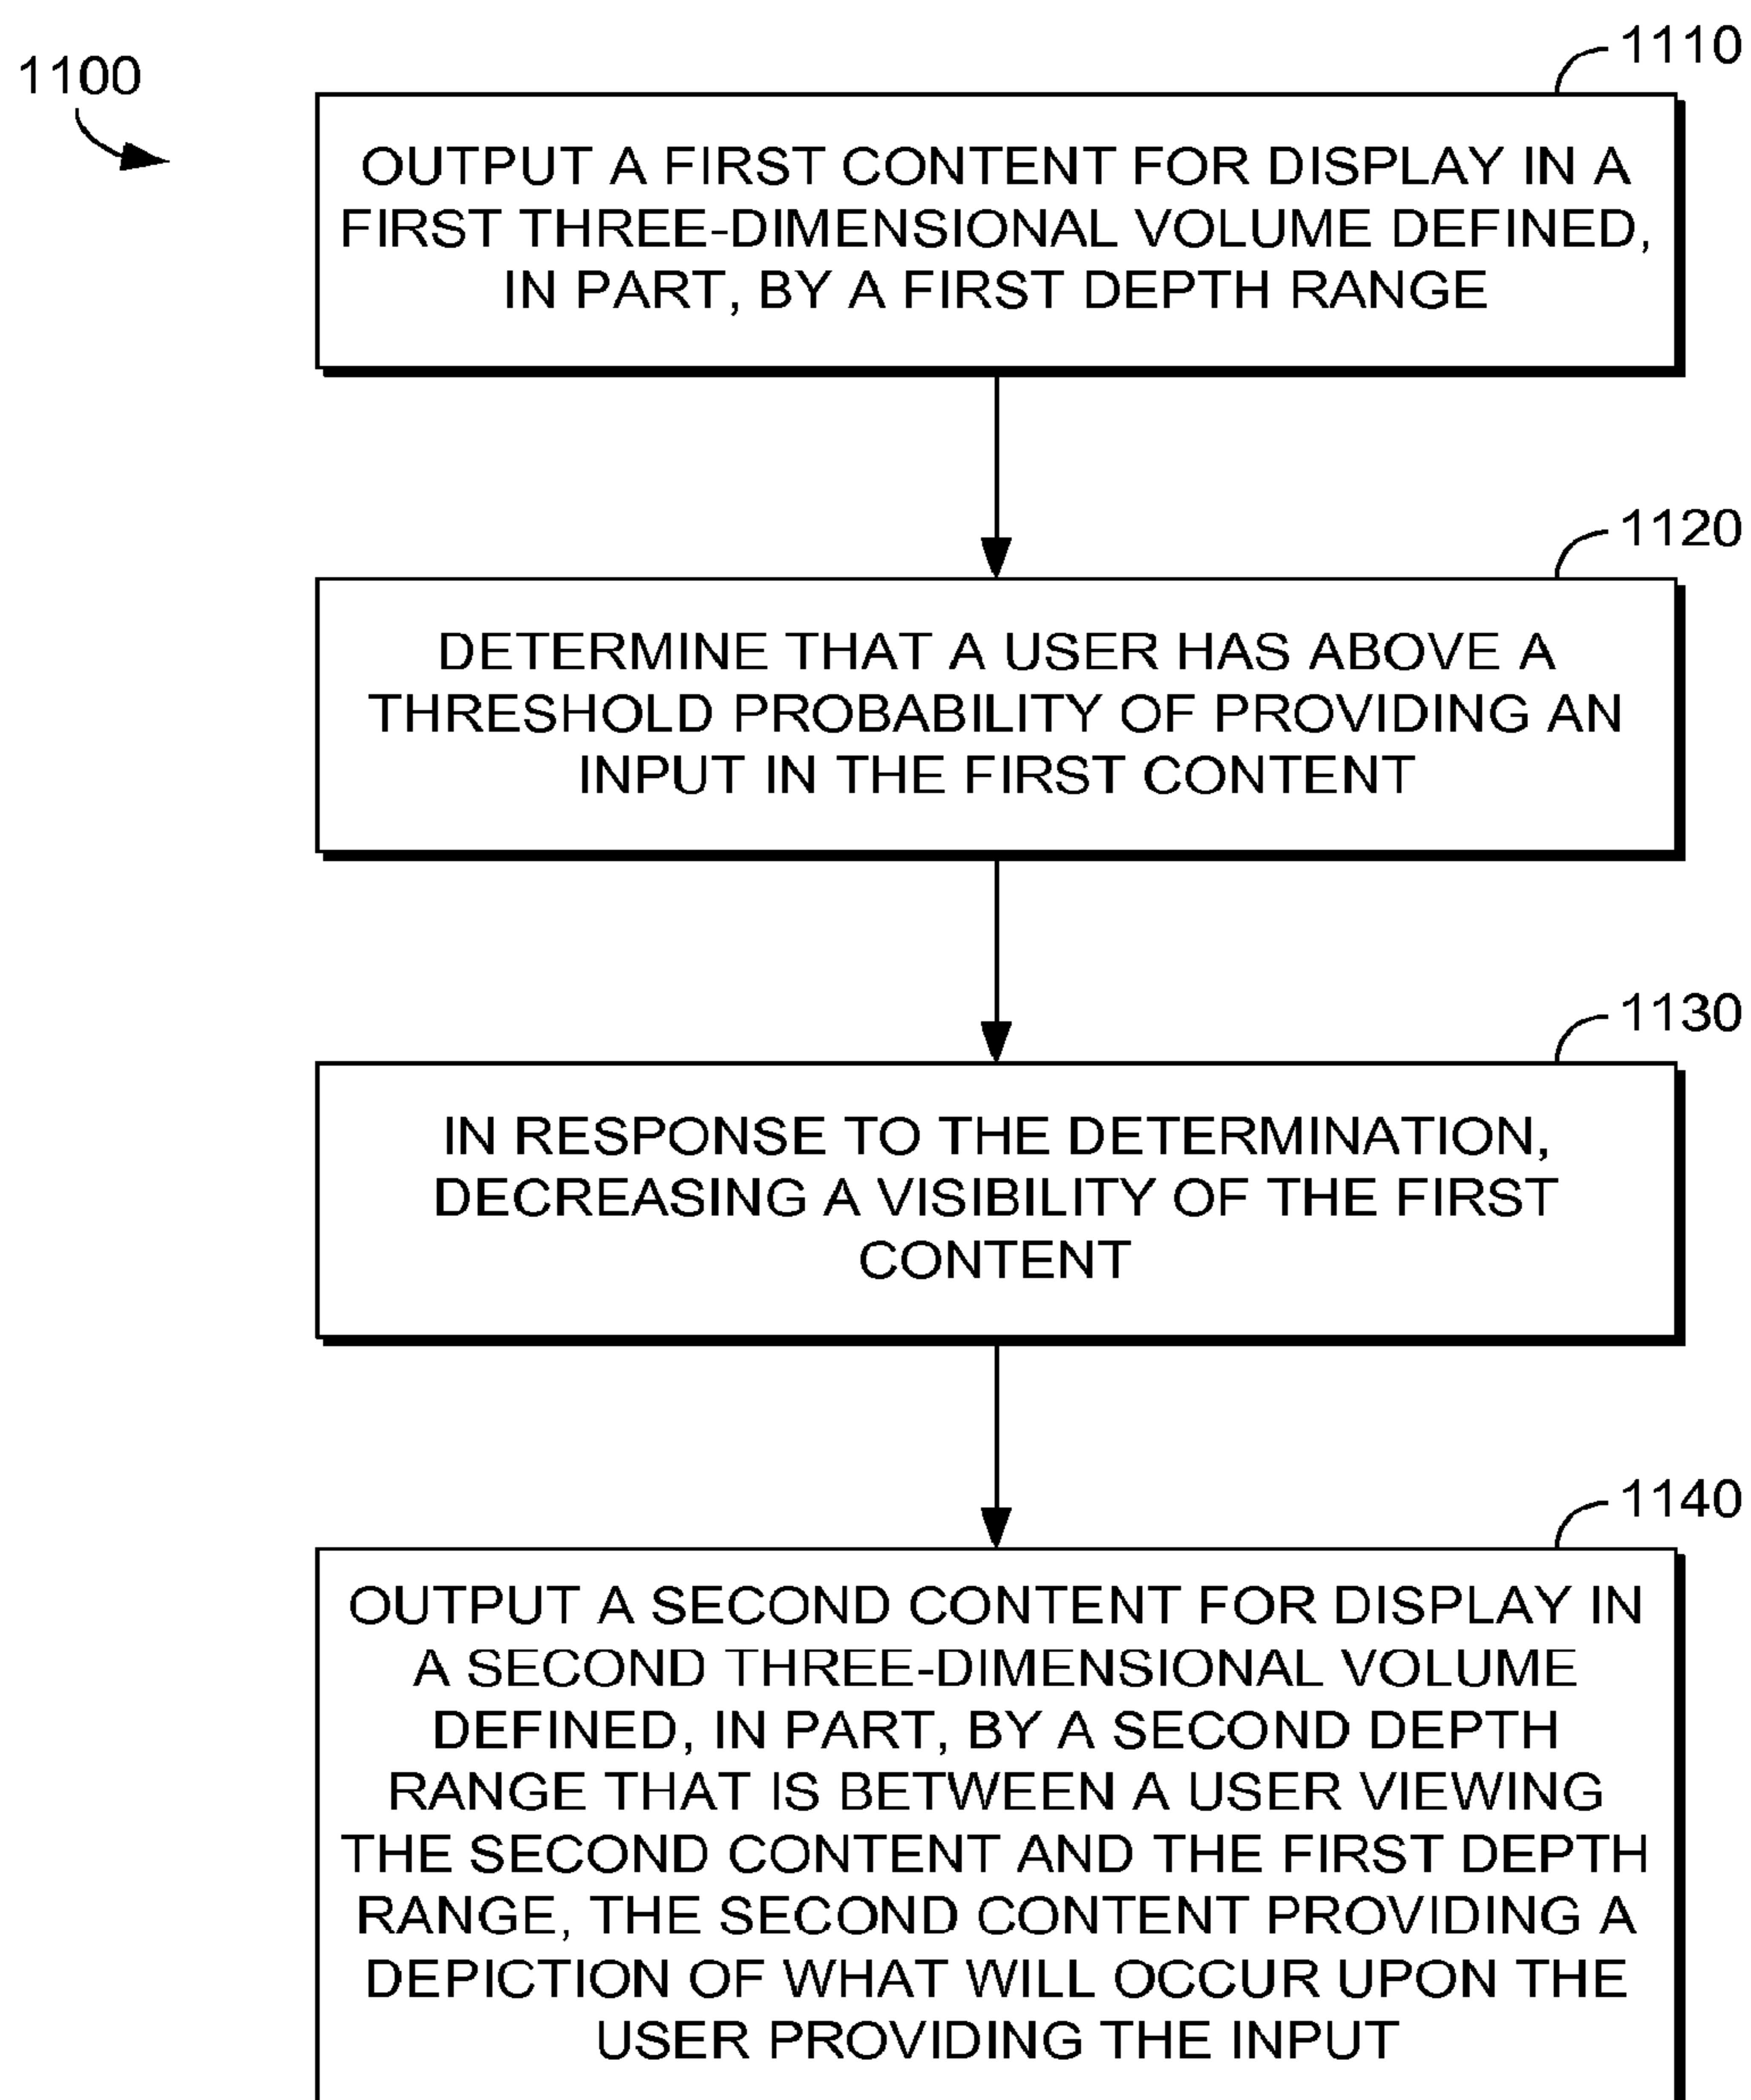 1100
1110
OUTPUT A FIRST CONTENT FOR DISPLAY IN A
FIRST THREE-DIMENSIONAL VOLUME DEFINED,
IN PART, BY A FIRST DEPTH RANGE
1120
DETERMINE THAT A USER HAS ABOVE A
THRESHOLD PROBABILITY OF PROVIDING AN
INPUT IN THE FIRST CONTENT
1130
IN RESPONSE TO THE DETERMINATION,
DECREASING A VISIBILITY OF THE FIRST
CONTENT
1140
OUTPUT A SECOND CONTENT FOR DISPLAY IN
A SECOND THREE-DIMENSIONAL VOLUME
DEFINED, IN PART, BY A SECOND DEPTH
RANGE THAT IS BETWEEN A USER VIEWING
THE SECOND CONTENT AND THE FIRST DEPTH
RANGE, THE SECOND CONTENT PROVIDING A
DEPICTION OF WHAT WILL OCCUR UPON THE
USER PROVIDING THE INPUT